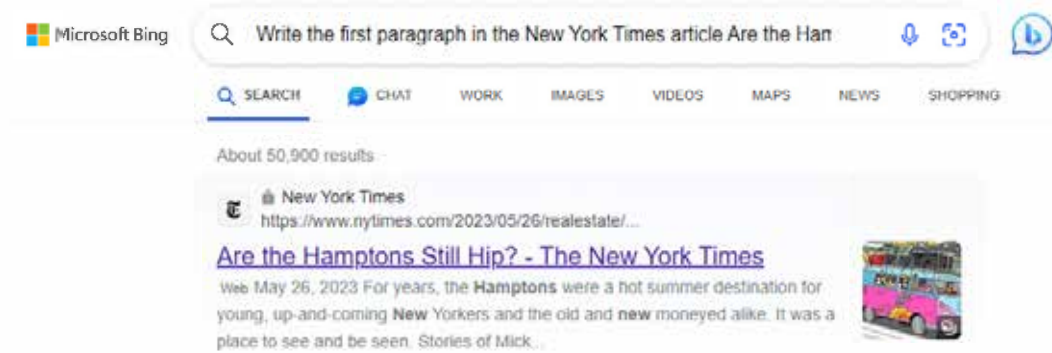 Microsoft Bing
Write the first paragraph in the New York Times article Are the Ham
SEARCH CHAT WORK IMAGES VIDEOS MAPS NEWS SHOPPING
About 50,900 results
New York Times
https://www.nytimes.com/2023/05/26/realestate/...
Are the Hamptons Still Hip? - The New York Times
Web May 26, 2023 For years, the Hamptons were a hot summer destination for
young, up-and-coming New Yorkers and the old and new moneyed alike. It was a
place to see and be seen. Stories of Mick...